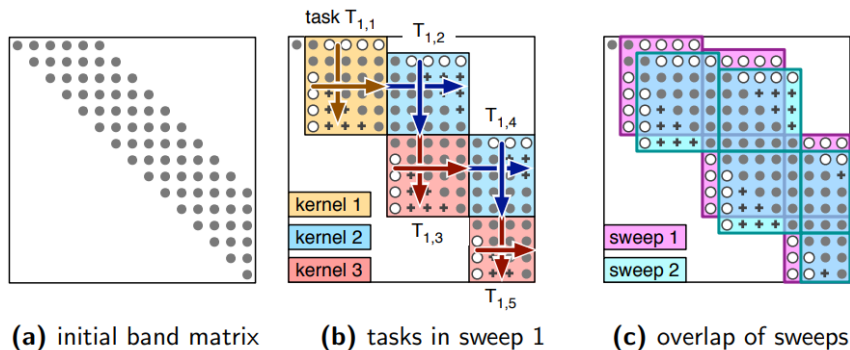 task T1,1
T1,2
T1,4
kernel 1
kernel 2
kernel 3
T1,3
T1,5
sweep 1
sweep 2
(a) initial band matrix
(b) tasks in sweep 1
(c) overlap of sweeps